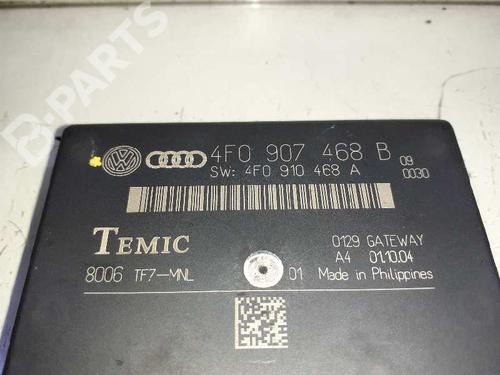 B-PARTS
4F0 907 468 B
09
0030
SW: 4F0 910 468 A
TEMIC
0129 GATEWAY
A4 01.10.04
8006 TF7-MNL
01 Made in Philippines